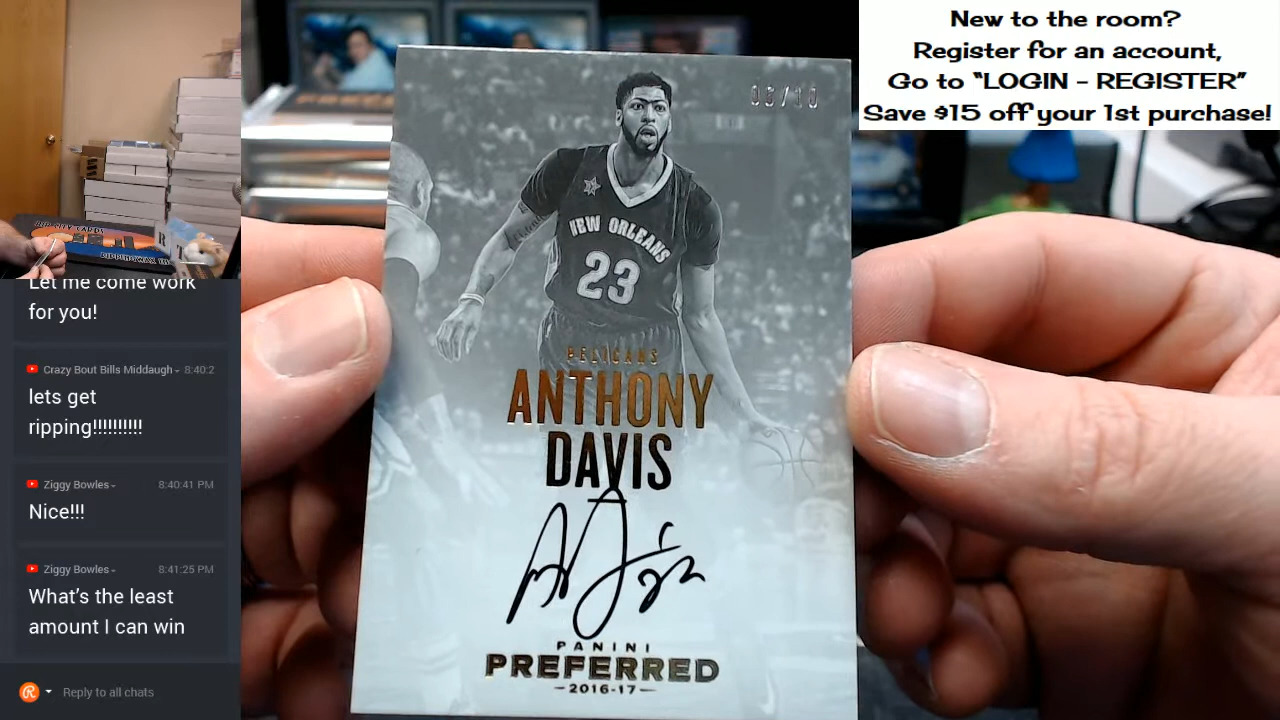 New to the room?
Register for an account,
Go to “LOGIN - REGISTER”
Save $15 off your 1st purchase!
NEW ORLEANS
23
PELICANS
ANTHONY
DAVIS
PANINI
PREFERRED
2016-17
Let me come work
for you!
Crazy Bout Bills Middaugh 8:40:2
lets get
ripping!!!!!!!!!!
Ziggy Bowles 8:40:41 PM
Nice!!!
Ziggy Bowles 8:41:25 PM
What’s the least
amount I can win
Reply to all chats